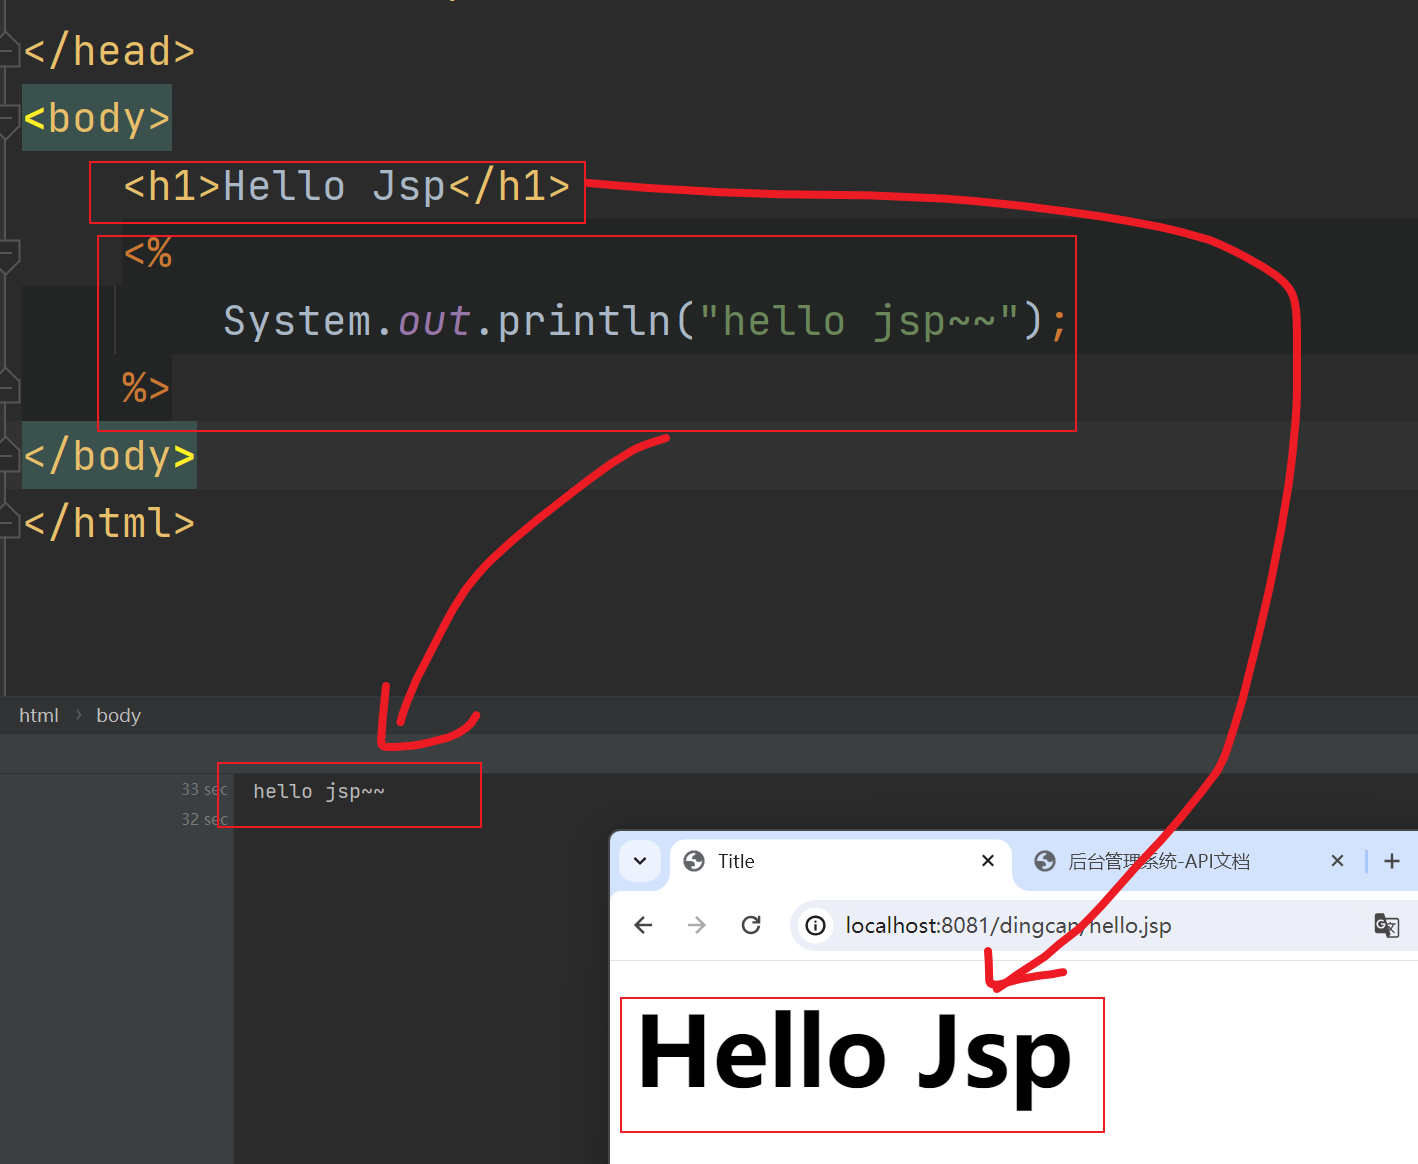 </head>
<body>
<h1>Hello Jsp</h1>
<%
System.out.println("hello jsp~~");
%>
</body>
</html>
html › body
33 sec hello jsp~~
32 sec
Title
后台管理系统-API文档
localhost:8081/dingcan/hello.jsp
Hello Jsp